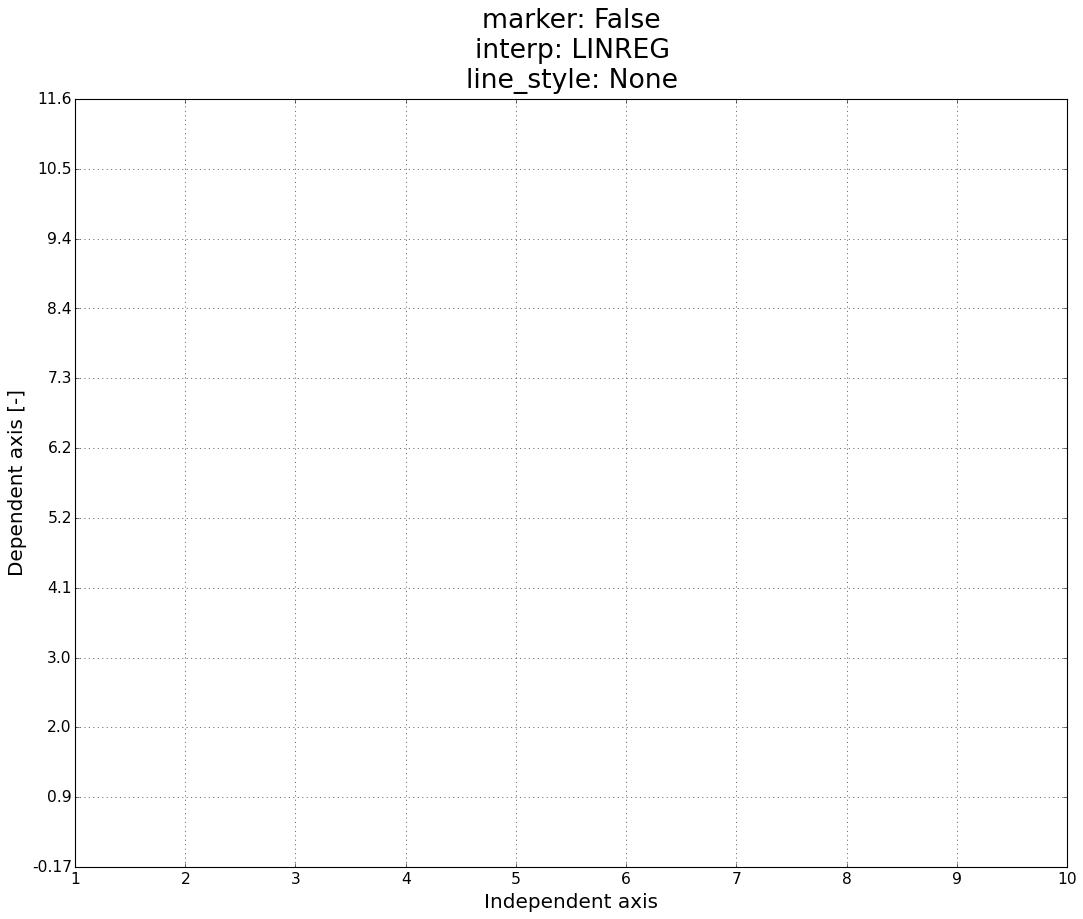 marker: False
interp: LINREG
line_style: None
11.6
10.5
9.4
8.4
7.3
6.2
5.2
4.1
3.0
2.0
0.9
-0.17
Dependent axis [-]
1 2 3 4 5 6 7 8 9 10
Independent axis